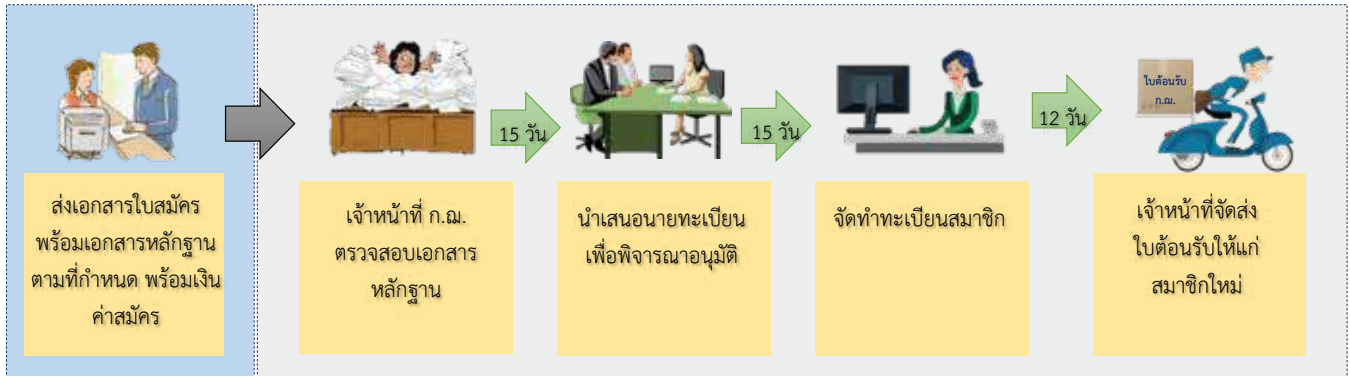 ส่งเอกสารใบสมัคร
พร้อมเอกสารหลักฐาน
ตามที่กำหนด พร้อมเงิน
ค่าสมัคร
เจ้าหน้าที่ ก.ฌ.
ตรวจสอบเอกสาร
หลักฐาน
15 วัน
นำเสนอนายทะเบียน
เพื่อพิจารณาอนุมัติ
15 วัน
จัดทำทะเบียนสมาชิก
12 วัน
ใบต้อนรับ
ก.ฌ.
เจ้าหน้าที่จัดส่ง
ใบต้อนรับให้แก่
สมาชิกใหม่